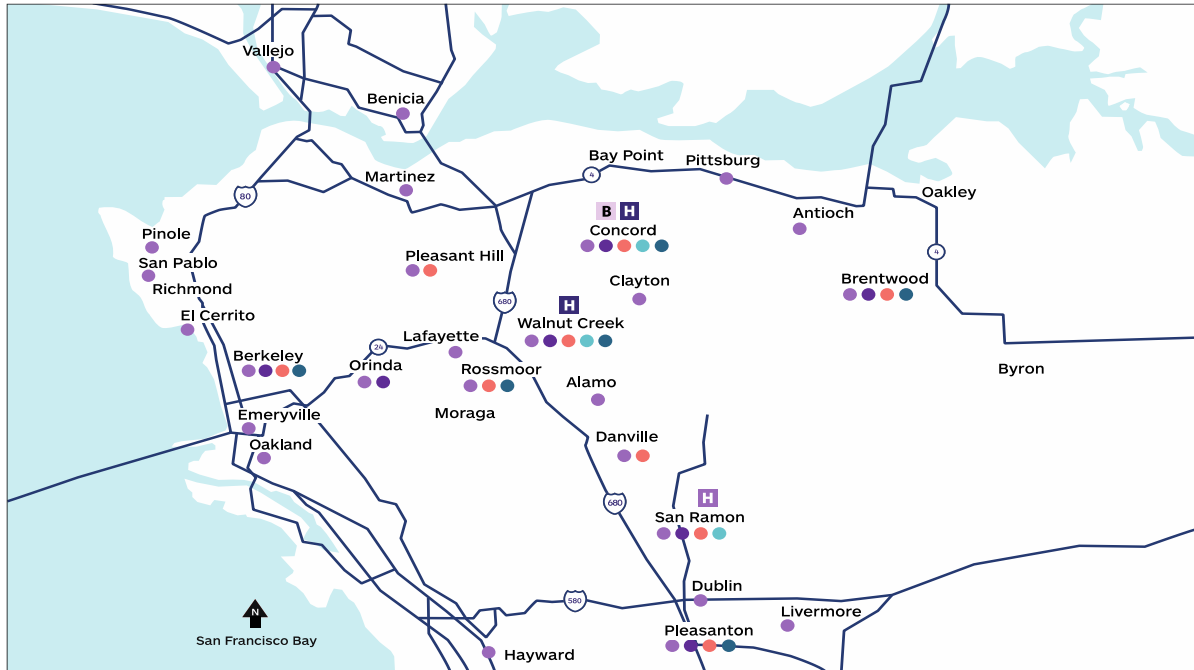 Vallejo
Benicia
Bay Point
Pittsburg
4
Martinez
80
Oakley
Antioch
B H
Concord
Pinole
4
Pleasant Hill
San Pablo
Clayton
Brentwood
Richmond
680
H
El Cerrito
Walnut Creek
Lafayette
24
Berkeley
Orinda
Rossmoor
Byron
Alamo
Moraga
Emeryville
Danville
Oakland
H
680
San Ramon
Dublin
580
N
Livermore
Pleasanton
San Francisco Bay
Hayward